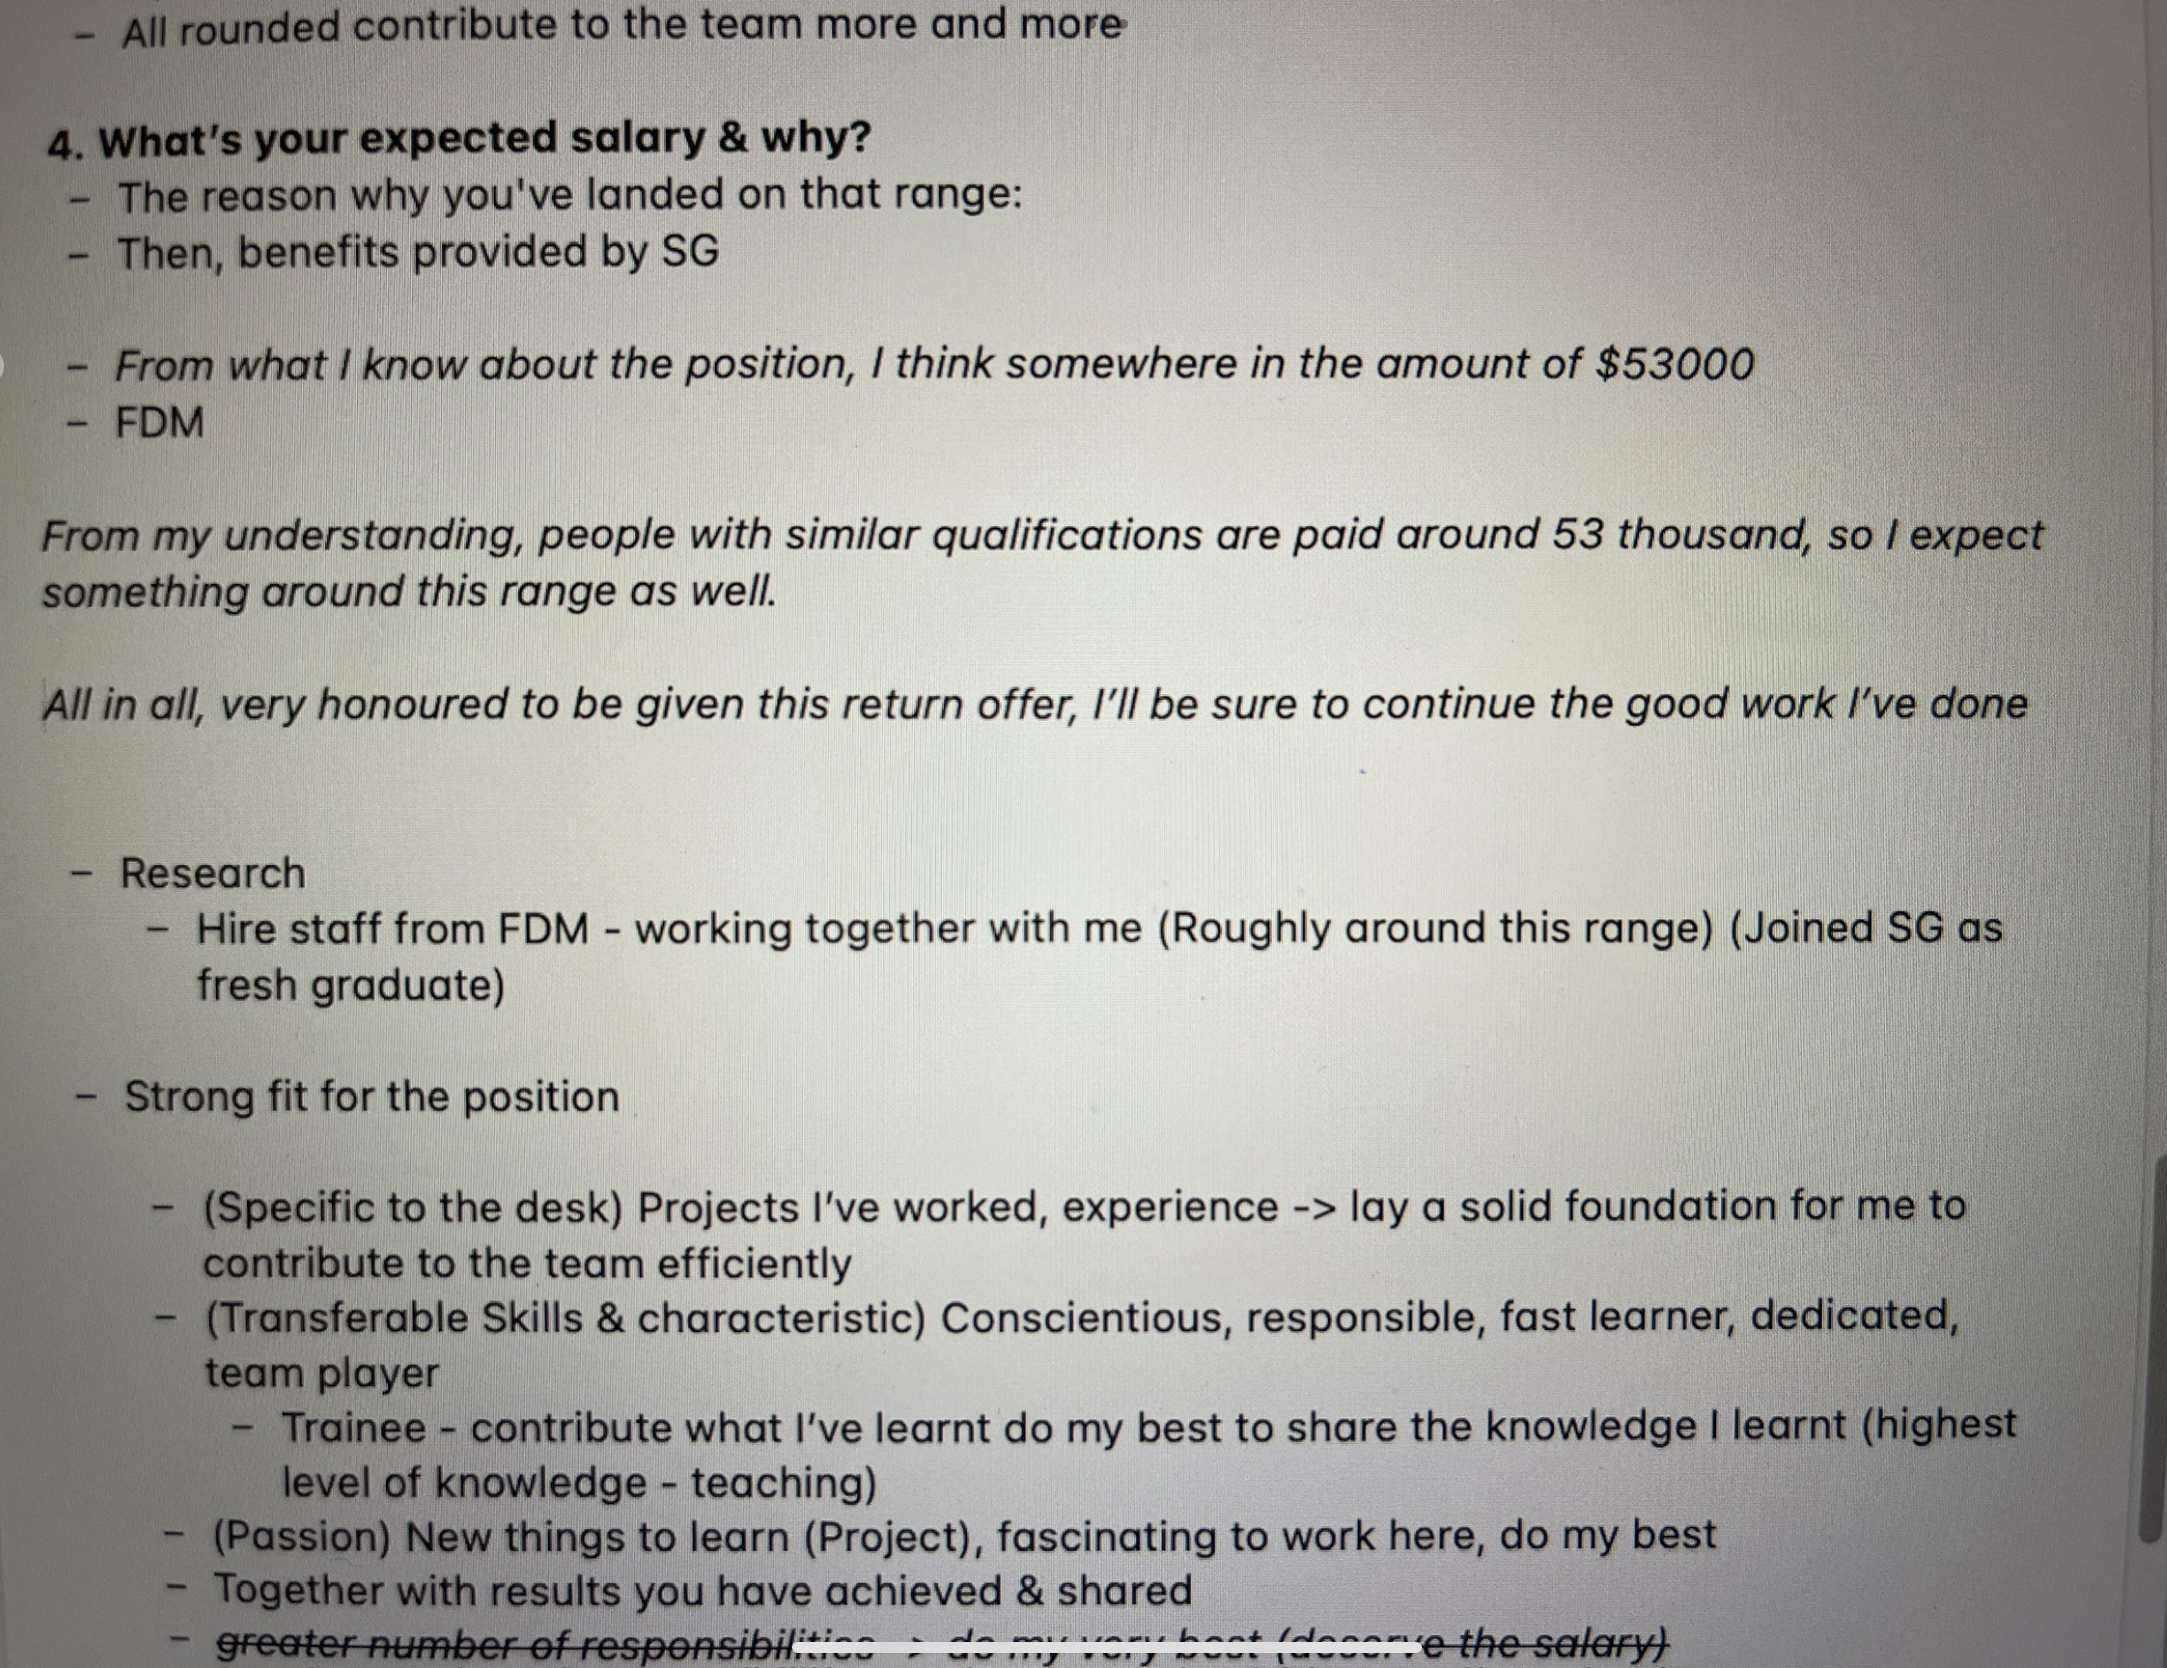 - All rounded contribute to the team more and more
4. What's your expected salary & why?
- The reason why you've landed on that range:
- Then, benefits provided by SG
- From what I know about the position, I think somewhere in the amount of $53000
- FDM
From my understanding, people with similar qualifications are paid around 53 thousand, so I expect
something around this range as well.
All in all, very honoured to be given this return offer, I'll be sure to continue the good work I've done
- Research
- Hire staff from FDM - working together with me (Roughly around this range) (Joined SG as
fresh graduate)
- Strong fit for the position
- (Specific to the desk) Projects I've worked, experience -> lay a solid foundation for me to
contribute to the team efficiently
- (Transferable Skills & characteristic) Conscientious, responsible, fast learner, dedicated,
team player
- Trainee - contribute what I've learnt do my best to share the knowledge I learnt (highest
level of knowledge - teaching)
- (Passion) New things to learn (Project), fascinating to work here, do my best
- Together with results you have achieved & shared
- greater number of responsibilities -> do my very best (deserve the salary)